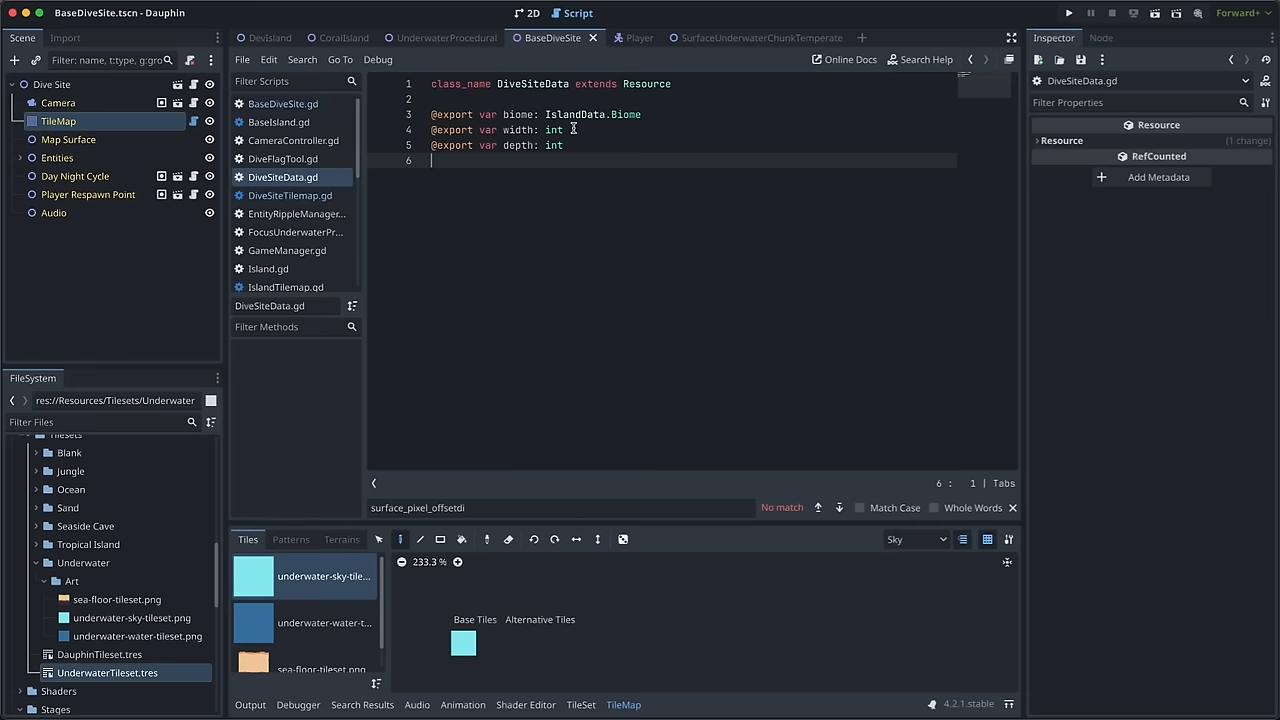 BaseDiveSite.tscn - Dauphin
2D
Script
Forward+
Scene
Import
Filter: name, t:type, g:gro
Dive Site
Camera
TileMap
Map Surface
Entities
Day Night Cycle
Player Respawn Point
Audio
FileSystem
res://Resources/Tilesets/Underwater
Filter Files
Tilesets
Blank
Jungle
Ocean
Sand
Seaside Cave
Tropical Island
Underwater
Art
sea-floor-tileset.png
underwater-sky-tileset.png
underwater-water-tileset.png
DauphinTileset.tres
UnderwaterTileset.tres
Shaders
Stages
DevIsland
CoralIsland
UnderwaterProcedural
BaseDiveSite
Player
SurfaceUnderwaterChunkTemperate
File Edit Search Go To Debug
Online Docs
Search Help
Filter Scripts
BaseDiveSite.gd
BaseIsland.gd
CameraController.gd
DiveFlagTool.gd
DiveSiteData.gd
DiveSiteTilemap.gd
EntityRippleManager...
FocusUnderwaterPr...
GameManager.gd
Island.gd
IslandTilemap.gd
DiveSiteData.gd
Filter Methods
1 class_name DiveSiteData extends Resource
2
3 @export var biome: IslandData.Biome
4 @export var width: int
5 @export var depth: int
6
6 : 1 | Tabs
surface_pixel_offsetdi
No match
Match Case
Whole Words
Tiles
Patterns
Terrains
Sky
underwater-sky-tile...
underwater-water-t...
sea-floor-tileset.png
233.3 %
Base Tiles
Alternative Tiles
Output Debugger Search Results Audio Animation Shader Editor TileSet TileMap
4.2.1.stable
Inspector
Node
DiveSiteData.gd
Filter Properties
Resource
Resource
(1 change)
RefCounted
Add Metadata